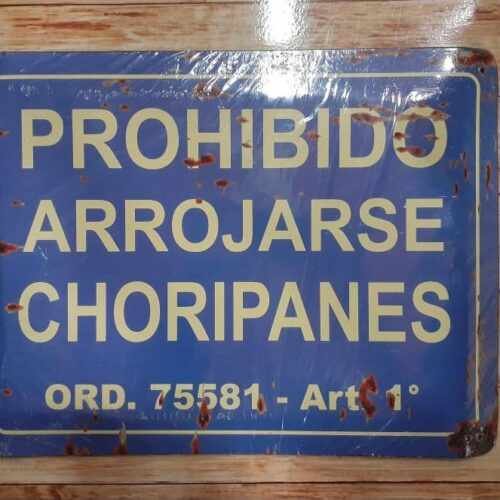 PROHIBIDO
ARROJARSE
CHORIPANES
ORD. 75581 - Art. 1°